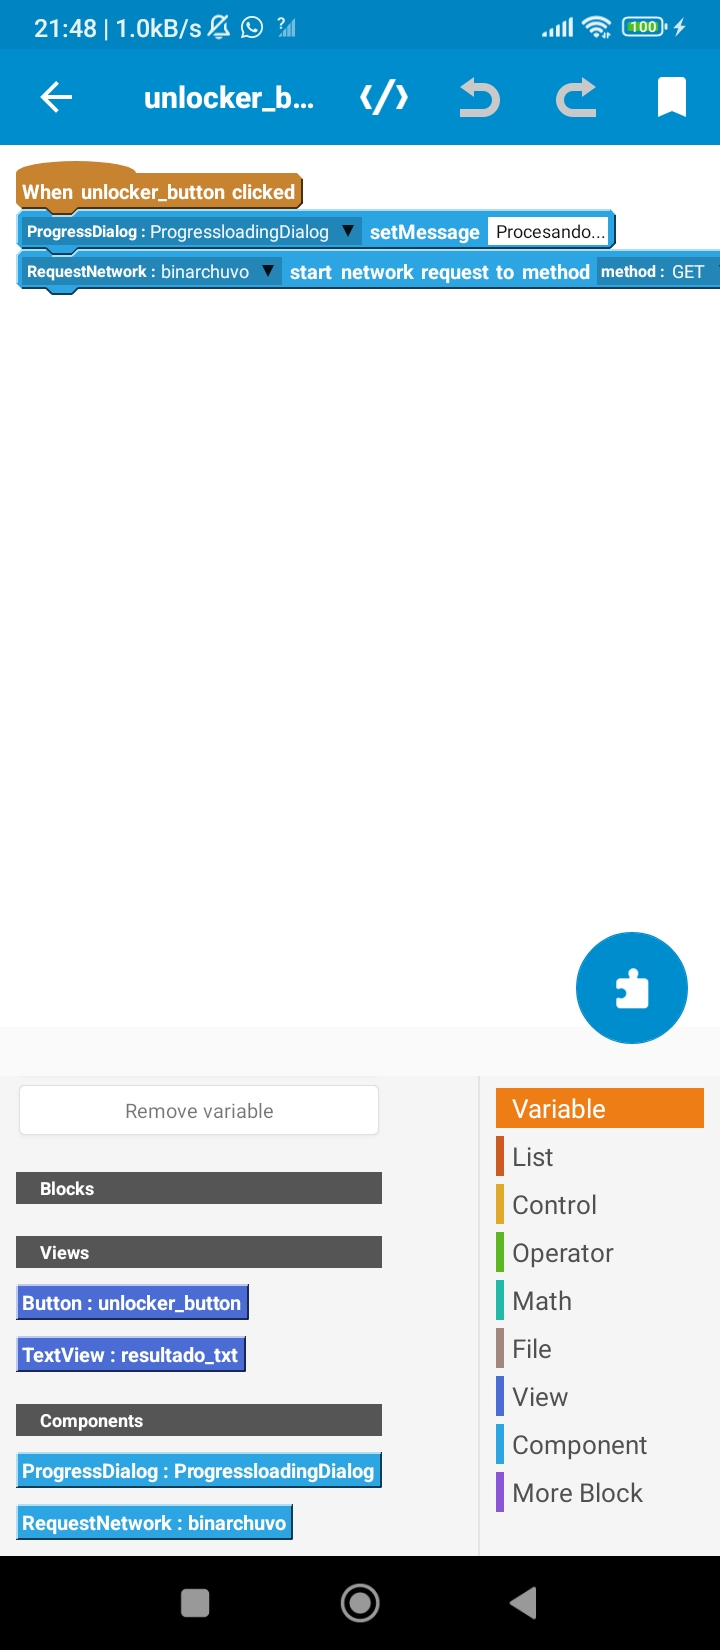 21:48 | 1.0kB/s ? 100
unlocker_b...
When unlocker_button clicked
ProgressDialog : ProgressloadingDialog ▼ setMessage Procesando...
RequestNetwork : binarchuvo ▼ start network request to method method : GET
Remove variable
Variable
List
Blocks
Control
Views
Operator
Button : unlocker_button
Math
TextView : resultado_txt
File
View
Components
Component
ProgressDialog : ProgressloadingDialog
More Block
RequestNetwork : binarchuvo